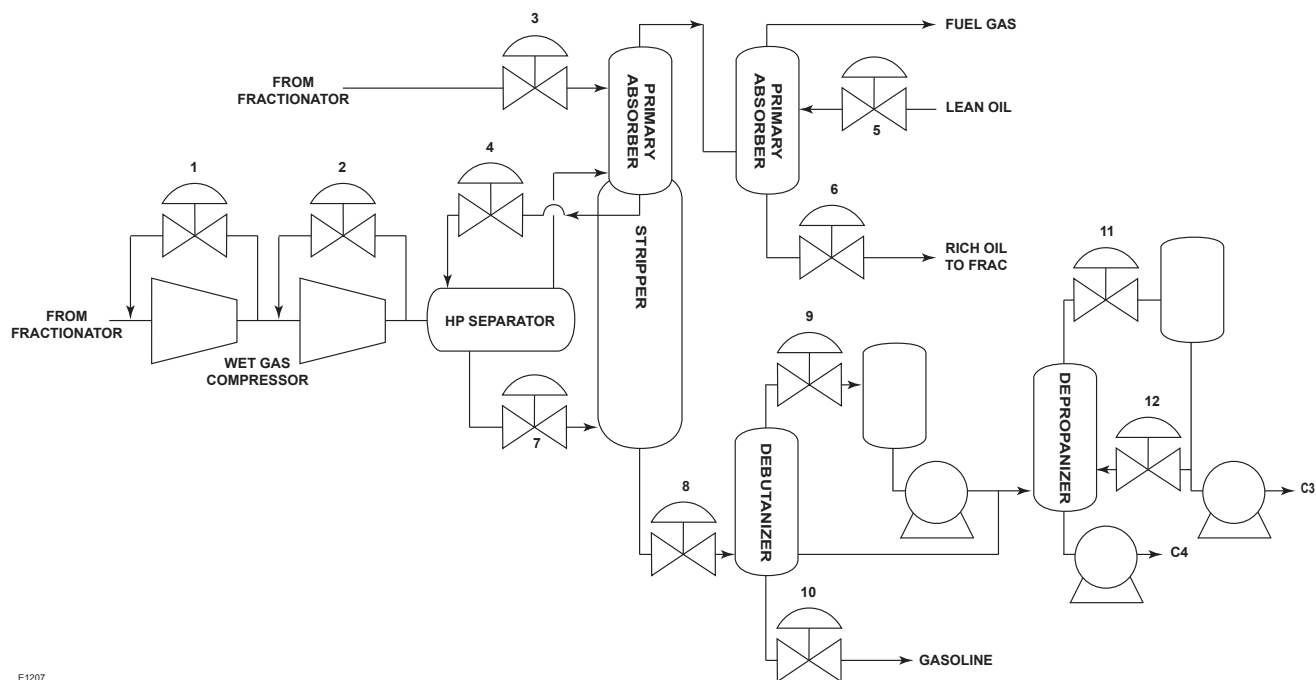 3
FUEL GAS
FROM
FRACTIONATOR
PRIMARY
ABSORBER
PRIMARY
ABSORBER
LEAN OIL
5
1
2
4
6
RICH OIL
TO FRAC
STRIPPER
11
FROM
FRACTIONATOR
HP SEPARATOR
WET GAS
COMPRESSOR
9
7
DEPROPANIZER
12
8
DEBUTANIZER
C3
C4
10
GASOLINE
E1207